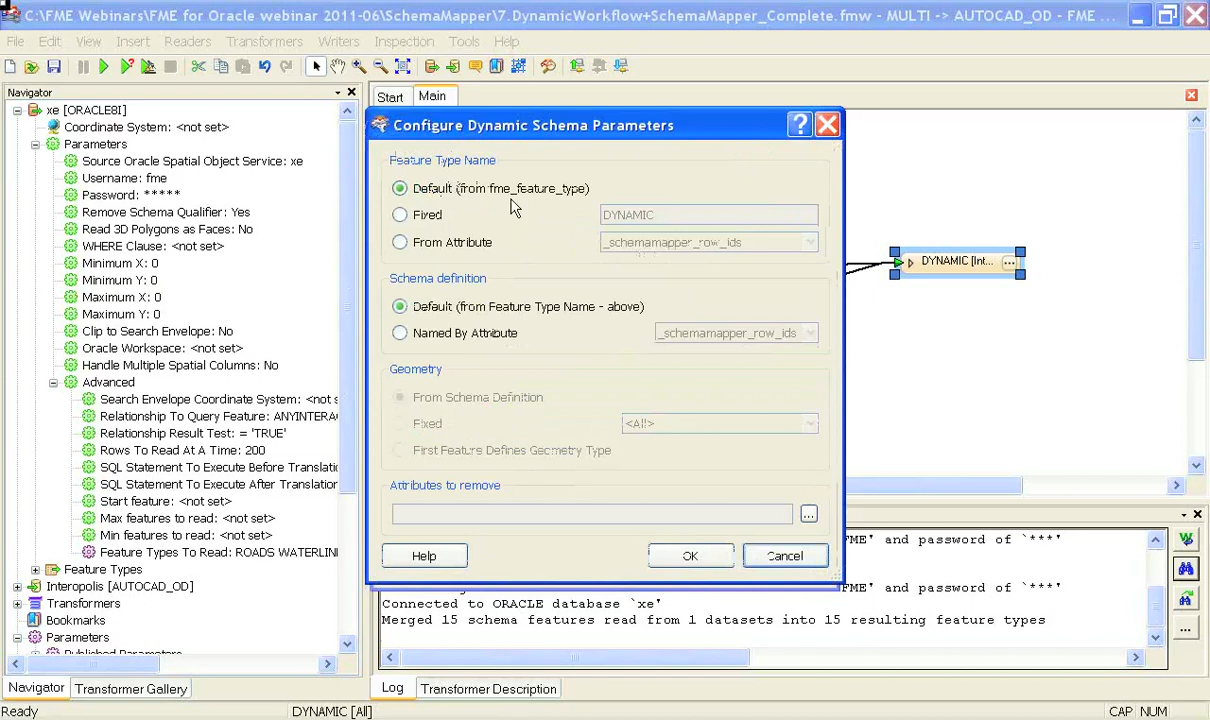 C:\FME Webinars\FME for Oracle webinar 2011-06\SchemaMapper\7.DynamicWorkflow+SchemaMapper_Complete.fmw - MULTI -> AUTOCAD_OD - FME ...
File Edit View Insert Readers Transformers Writers Inspection Tools Help
Navigator
Start Main
xe [ORACLE8I]
Coordinate System: <not set>
Parameters
Source Oracle Spatial Object Service: xe
Username: fme
Password: *****
Remove Schema Qualifier: Yes
Read 3D Polygons as Faces: No
WHERE Clause: <not set>
Minimum X: 0
Minimum Y: 0
Maximum X: 0
Maximum Y: 0
Clip to Search Envelope: No
Oracle Workspace: <not set>
Handle Multiple Spatial Columns: No
Advanced
Search Envelope Coordinate System: <not s
Relationship To Query Feature: ANYINTERA
Relationship Result Test: = 'TRUE'
Rows To Read At A Time: 200
SQL Statement To Execute Before Translati
SQL Statement To Execute After Translation
Start feature: <not set>
Max features to read: <not set>
Min features to read: <not set>
Feature Types To Read: ROADS WATERLIN
Feature Types
Interopolis [AUTOCAD_OD]
Transformers
Bookmarks
Parameters
Published Parameters
Navigator Transformer Gallery
Configure Dynamic Schema Parameters
Feature Type Name
Default (from fme_feature_type)
Fixed DYNAMIC
From Attribute _schemamapper_row_ids
Schema definition
Default (from Feature Type Name - above)
Named By Attribute _schemamapper_row_ids
Geometry
From Schema Definition
Fixed <All>
First Feature Defines Geometry Type
Attributes to remove
...
Help OK Cancel
DYNAMIC [Int... ...
FME' and password of `***'
FME' and password of `***'
Connected to ORACLE database `xe'
Merged 15 schema features read from 1 datasets into 15 resulting feature types
...
Log Transformer Description
Ready DYNAMIC [All] CAP NUM